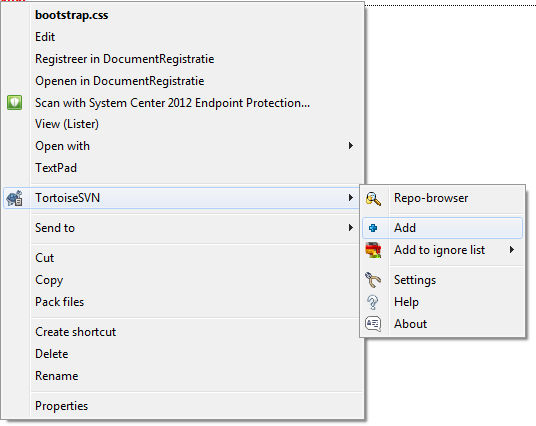 bootstrap.css
Edit
Registreer in DocumentRegistratie
Openen in DocumentRegistratie
Scan with System Center 2012 Endpoint Protection...
View (Lister)
Open with
TextPad
TortoiseSVN
Send to
Cut
Copy
Pack files
Create shortcut
Delete
Rename
Properties
Repo-browser
Add
Add to ignore list
Settings
Help
About